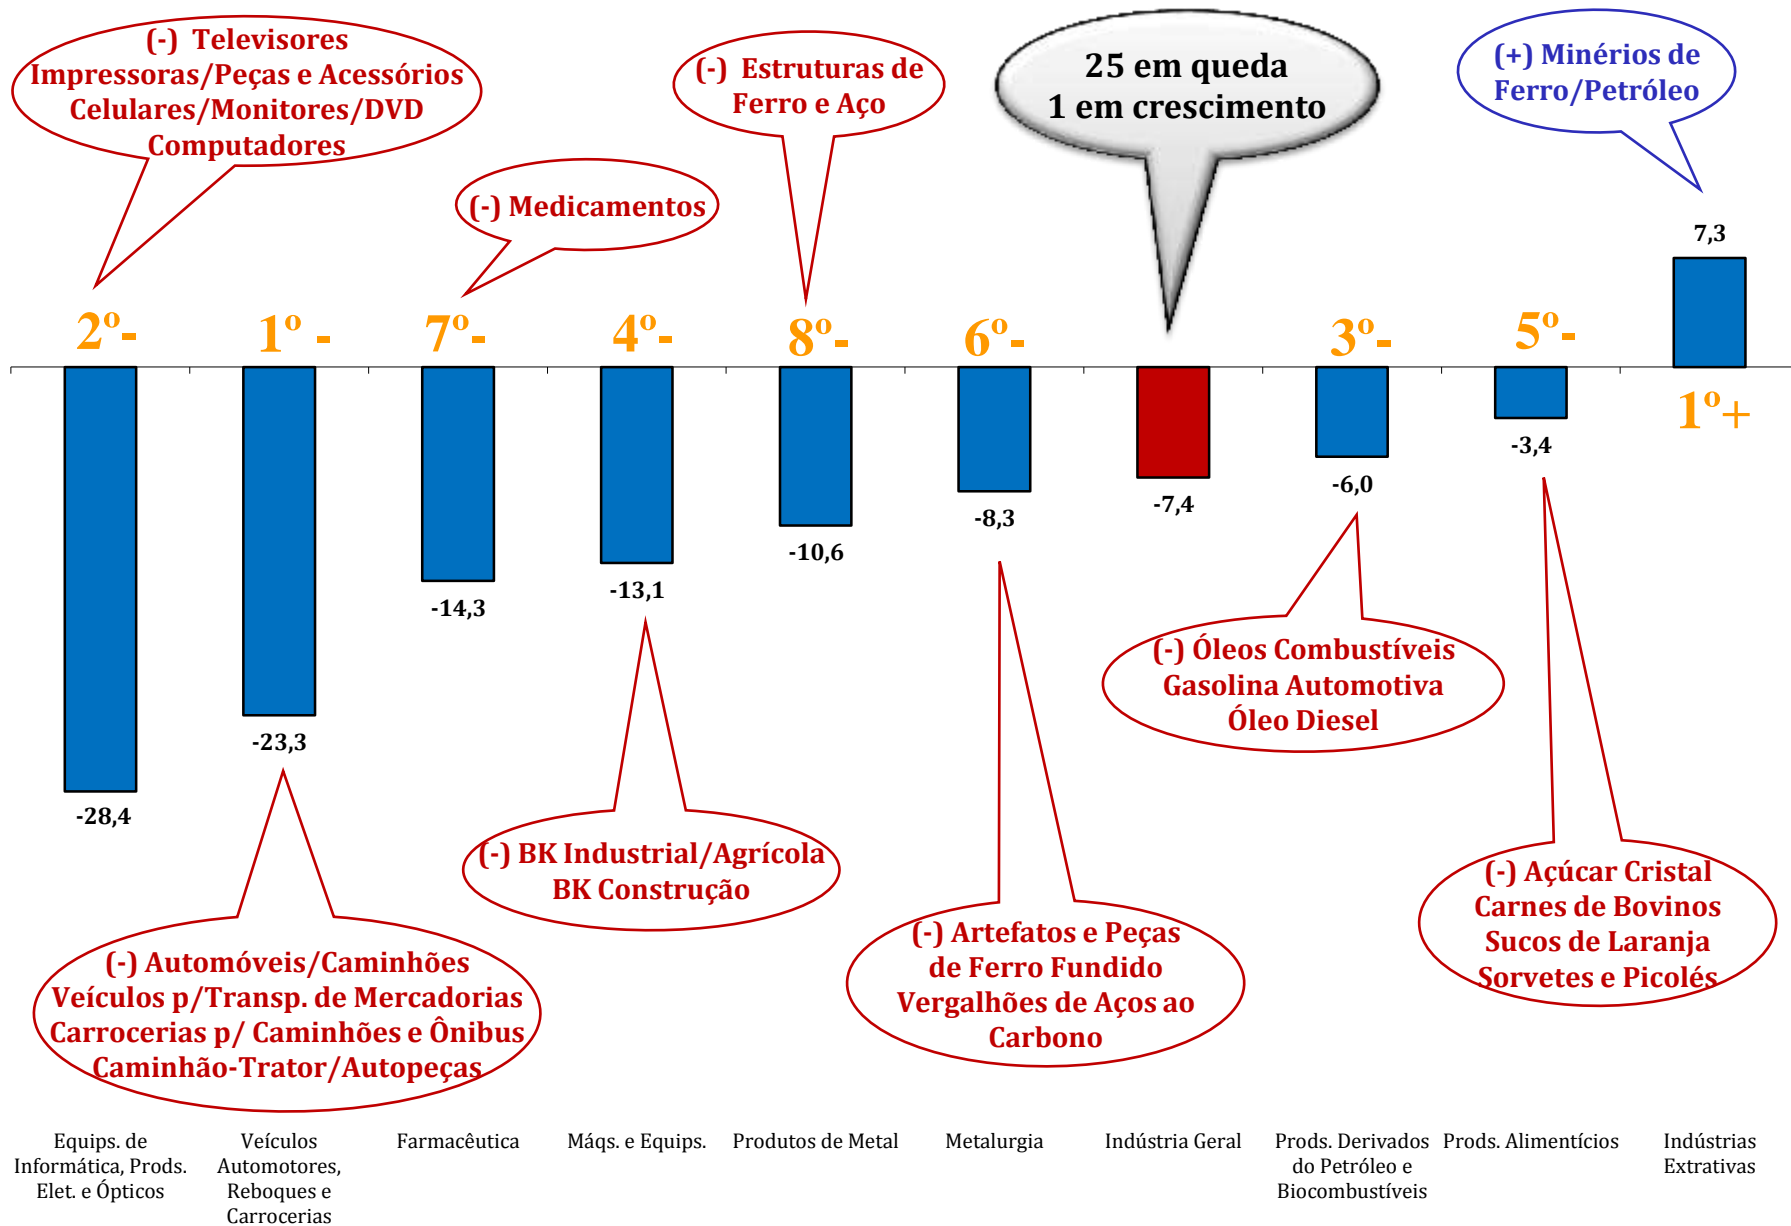 (-) Televisores
Impressoras/Peças e Acessórios
Celulares/Monitores/DVD
Computadores
(-) Medicamentos
(-) Estruturas de
Ferro e Aço
25 em queda
1 em crescimento
(+) Minérios de
Ferro/Petróleo
7,3
2º-
1º -
7º-
4º-
8º-
6º-
3º-
5º-
1º+
-28,4
-23,3
-14,3
-13,1
-10,6
-8,3
-7,4
-6,0
-3,4
(-) Automóveis/Caminhões
Veículos p/Transp. de Mercadorias
Carrocerias p/ Caminhões e Ônibus
Caminhão-Trator/Autopeças
(-) BK Industrial/Agrícola
BK Construção
(-) Artefatos e Peças
de Ferro Fundido
Vergalhões de Aços ao
Carbono
(-) Óleos Combustíveis
Gasolina Automotiva
Óleo Diesel
(-) Açúcar Cristal
Carnes de Bovinos
Sucos de Laranja
Sorvetes e Picolés
Equips. de
Informática, Prods.
Elet. e Ópticos
Veículos
Automotores,
Reboques e
Carrocerias
Farmacêutica
Máqs. e Equips.
Produtos de Metal
Metalurgia
Indústria Geral
Prods. Derivados
do Petróleo e
Biocombustíveis
Prods. Alimentícios
Indústrias
Extrativas